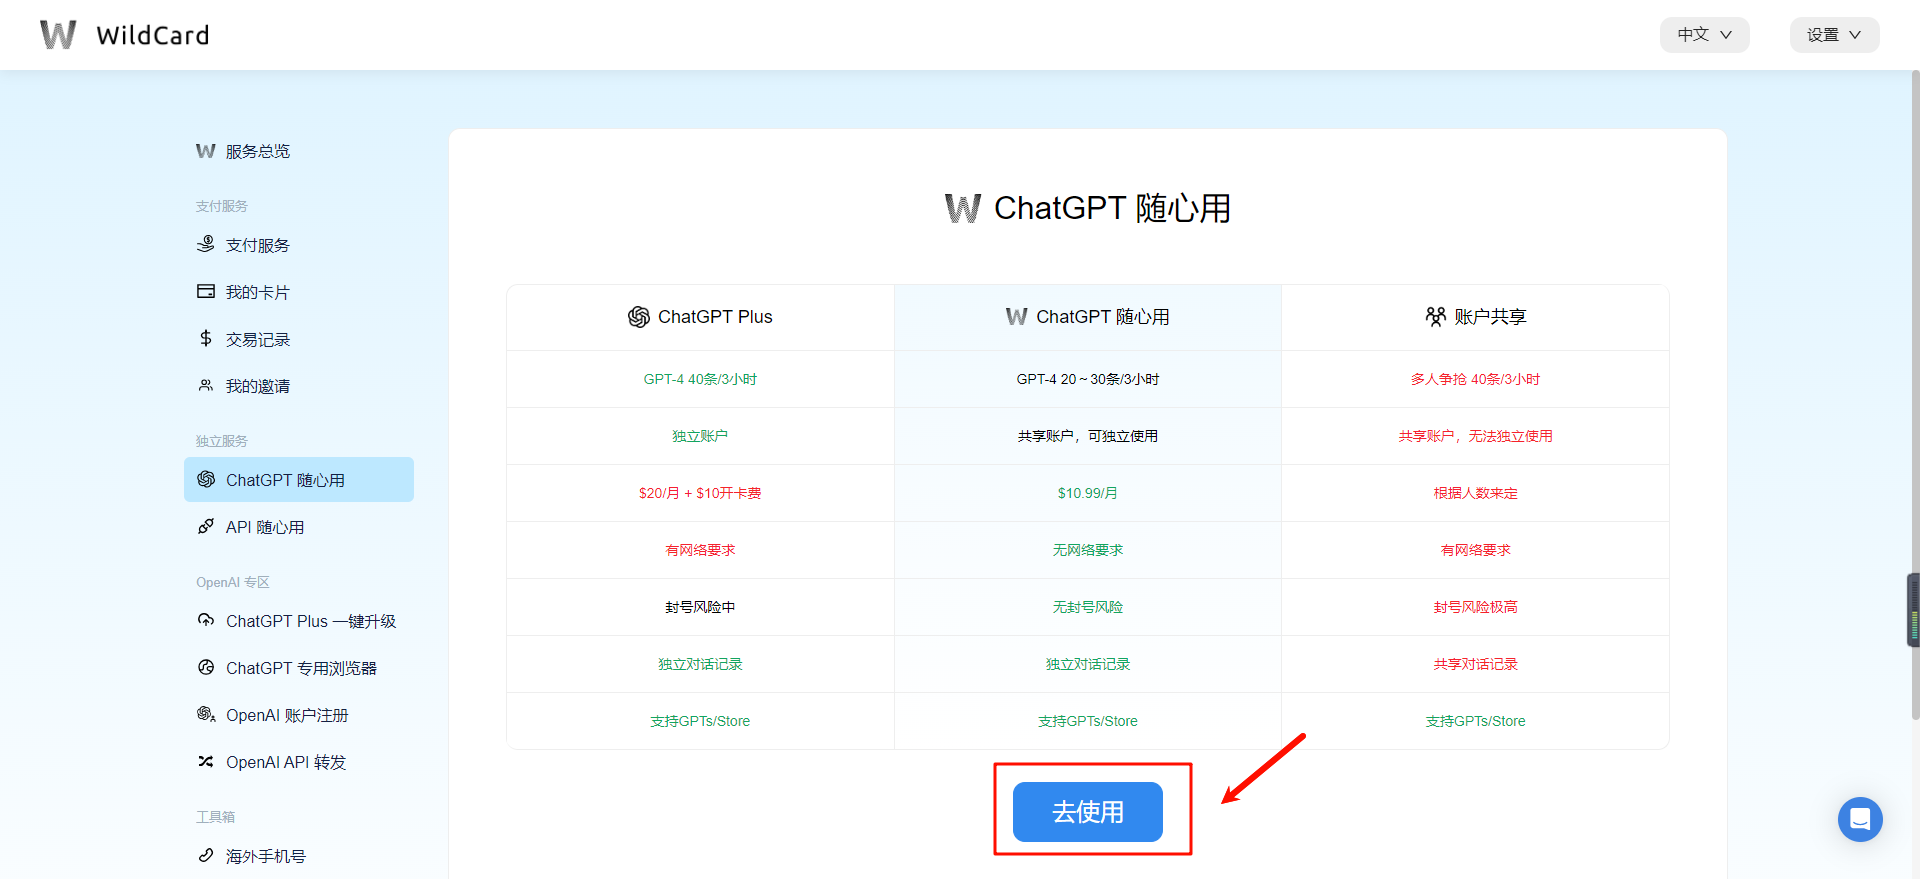 WildCard
中文
设置
服务总览
支付服务
支付服务
我的卡片
交易记录
我的邀请
独立服务
ChatGPT 随心用
API 随心用
OpenAI 专区
ChatGPT Plus 一键升级
ChatGPT 专用浏览器
OpenAI 账户注册
OpenAI API 转发
工具箱
海外手机号
ChatGPT 随心用
ChatGPT Plus
ChatGPT 随心用
账户共享
GPT-4 40条/3小时
GPT-4 20～30条/3小时
多人争抢 40条/3小时
独立账户
共享账户，可独立使用
共享账户，无法独立使用
$20/月 + $10开卡费
$10.99/月
根据人数来定
有网络要求
无网络要求
有网络要求
封号风险中
无封号风险
封号风险极高
独立对话记录
独立对话记录
共享对话记录
支持GPTs/Store
支持GPTs/Store
支持GPTs/Store
去使用